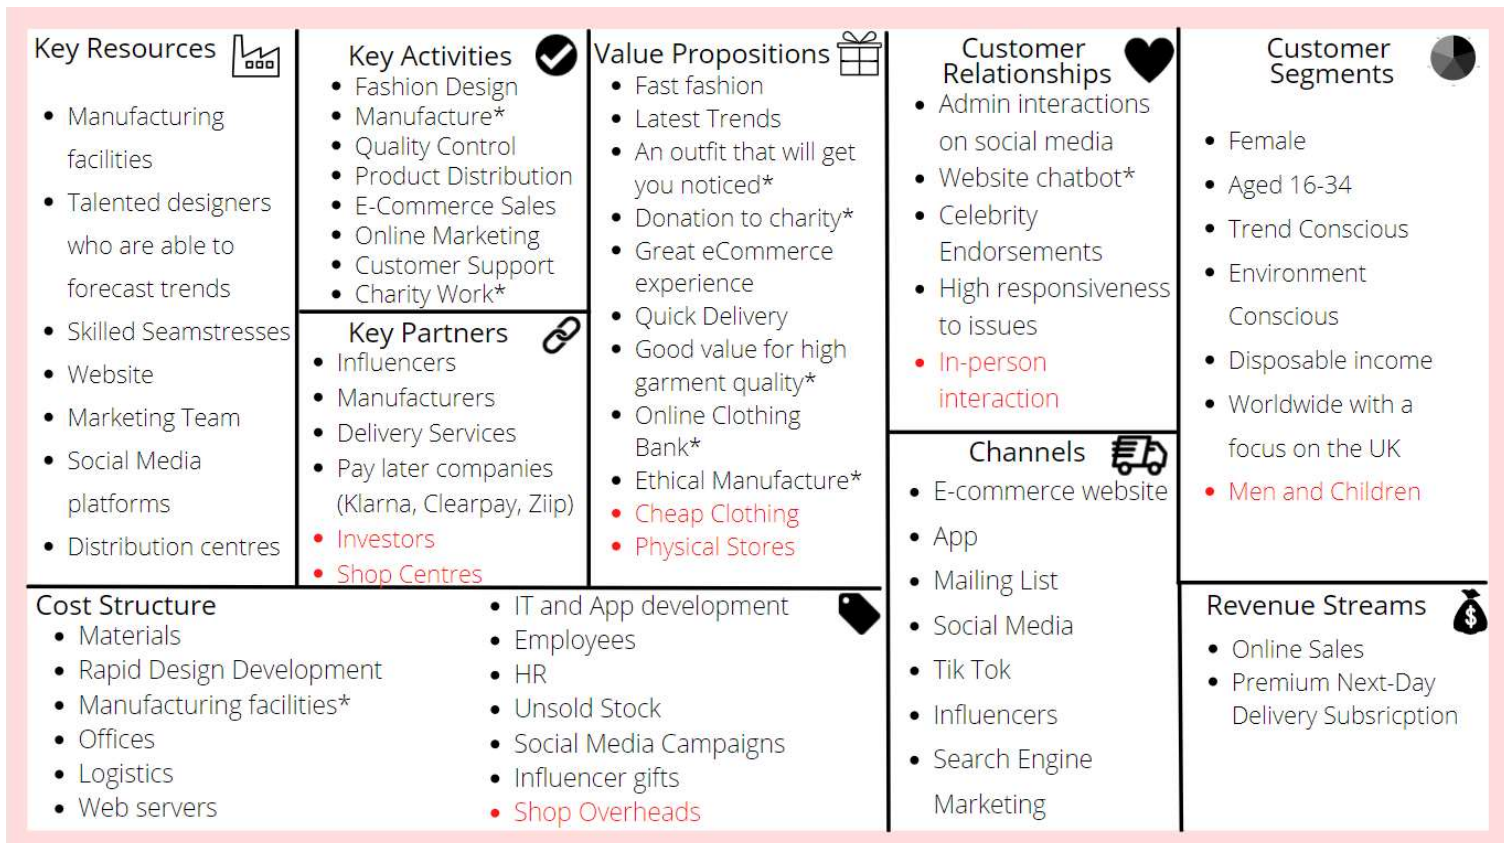 Key Resources
• Manufacturing
facilities
• Talented designers
who are able to
forecast trends
• Skilled Seamstresses
• Website
• Marketing Team
• Social Media
platforms
• Distribution centres
Key Activities
• Fashion Design
• Manufacture*
• Quality Control
• Product Distribution
• E-Commerce Sales
• Online Marketing
• Customer Support
• Charity Work*
Key Partners
• Influencers
• Manufacturers
• Delivery Services
• Pay later companies
(Klarna, Clearpay, Ziip)
• Investors
• Shop Centres
Value Propositions
• Fast fashion
• Latest Trends
• An outfit that will get
you noticed*
• Donation to charity*
• Great eCommerce
experience
• Quick Delivery
• Good value for high
garment quality*
• Online Clothing
Bank*
• Ethical Manufacture*
• Cheap Clothing
• Physical Stores
Customer
Relationships
• Admin interactions
on social media
• Website chatbot*
• Celebrity
Endorsements
• High responsiveness
to issues
• In-person
interaction
Channels
• E-commerce website
• App
• Mailing List
• Social Media
• Tik Tok
• Influencers
• Search Engine
Marketing
Customer
Segments
• Female
• Aged 16-34
• Trend Conscious
• Environment
Conscious
• Disposable income
• Worldwide with a
focus on the UK
• Men and Children
Cost Structure
• Materials
• Rapid Design Development
• Manufacturing facilities*
• Offices
• Logistics
• Web servers
• IT and App development
• Employees
• HR
• Unsold Stock
• Social Media Campaigns
• Influencer gifts
• Shop Overheads
Revenue Streams
$
• Online Sales
• Premium Next-Day
Delivery Subsricption